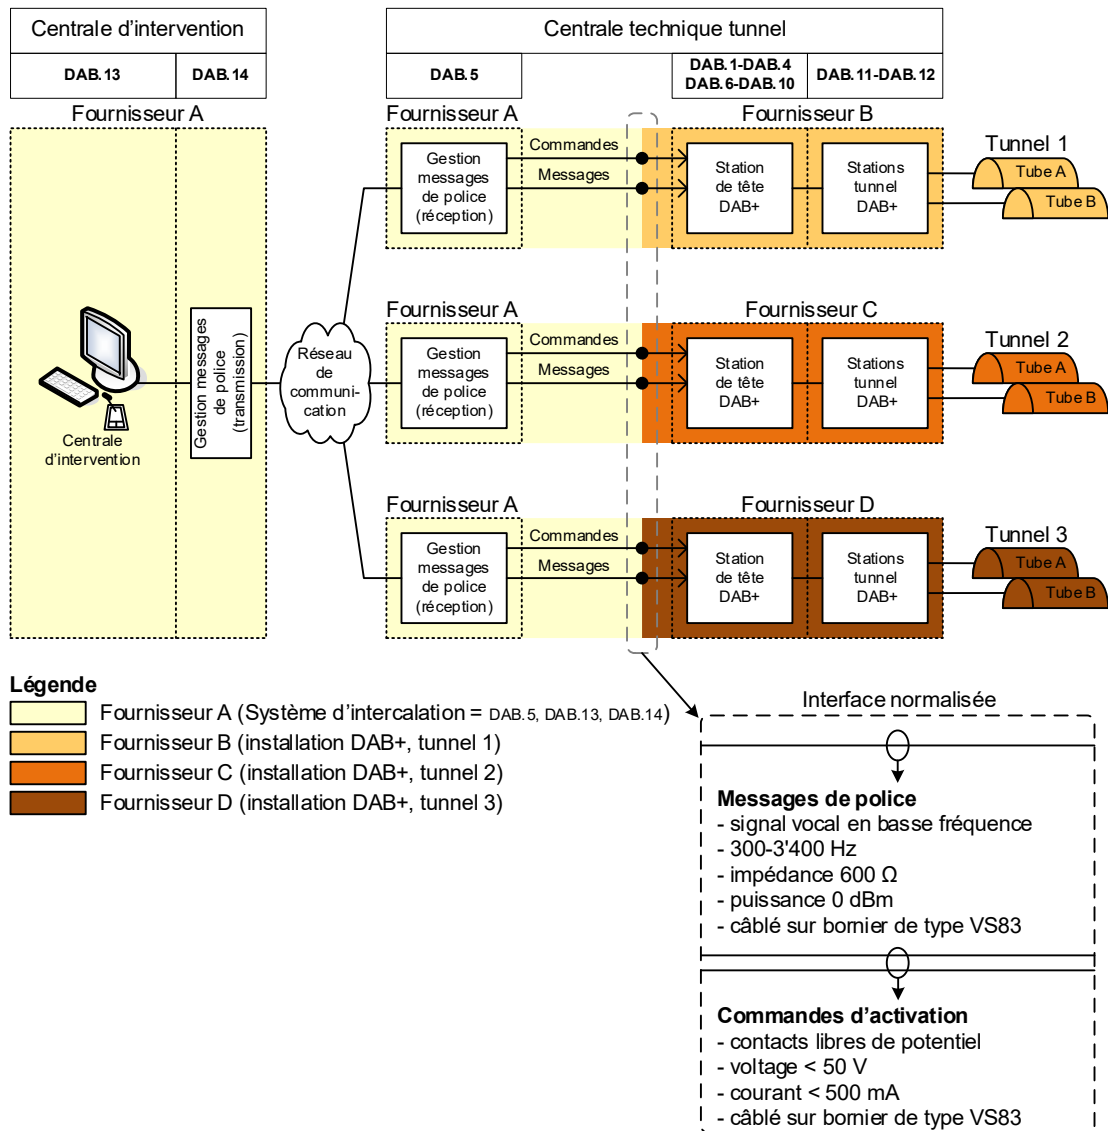 Centrale d'intervention
Centrale technique tunnel
DAB.13
DAB.14
DAB.5
DAB.1-DAB.4
DAB.6-DAB.10
DAB.11-DAB.12
Fournisseur A
Fournisseur A
Fournisseur B
Gestion
messages
de police
(réception)
Commandes
Messages
Station
de tête
DAB+
Stations
tunnel
DAB+
Tunnel 1
Tube A
Tube B
Centrale
d'intervention
Gestion messages
de police
(transmission)
Réseau
de
communi-
cation
Fournisseur A
Fournisseur C
Gestion
messages
de police
(réception)
Commandes
Messages
Station
de tête
DAB+
Stations
tunnel
DAB+
Tunnel 2
Tube A
Tube B
Fournisseur A
Fournisseur D
Gestion
messages
de police
(réception)
Commandes
Messages
Station
de tête
DAB+
Stations
tunnel
DAB+
Tunnel 3
Tube A
Tube B
Légende
Fournisseur A (Système d'intercalation = DAB.5, DAB.13, DAB.14)
Fournisseur B (installation DAB+, tunnel 1)
Fournisseur C (installation DAB+, tunnel 2)
Fournisseur D (installation DAB+, tunnel 3)
Interface normalisée
Messages de police
- signal vocal en basse fréquence
- 300-3'400 Hz
- impédance 600 Ω
- puissance 0 dBm
- câblé sur bornier de type VS83
Commandes d'activation
- contacts libres de potentiel
- voltage < 50 V
- courant < 500 mA
- câblé sur bornier de type VS83